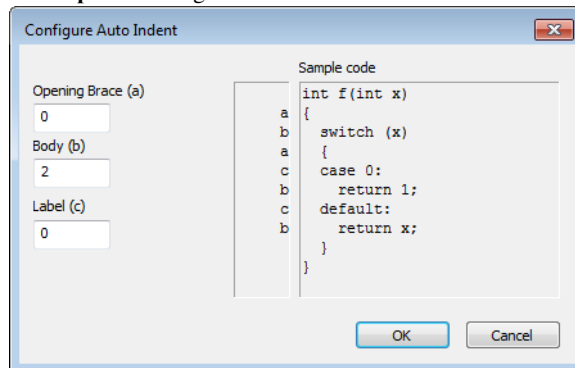 Configure Auto Indent
Sample code
Opening Brace (a)
0
Body (b)
2
Label (c)
0
int f(int x)
a {
b switch (x)
a {
c case 0:
b return 1;
c default:
b return x;
}
}
OK Cancel